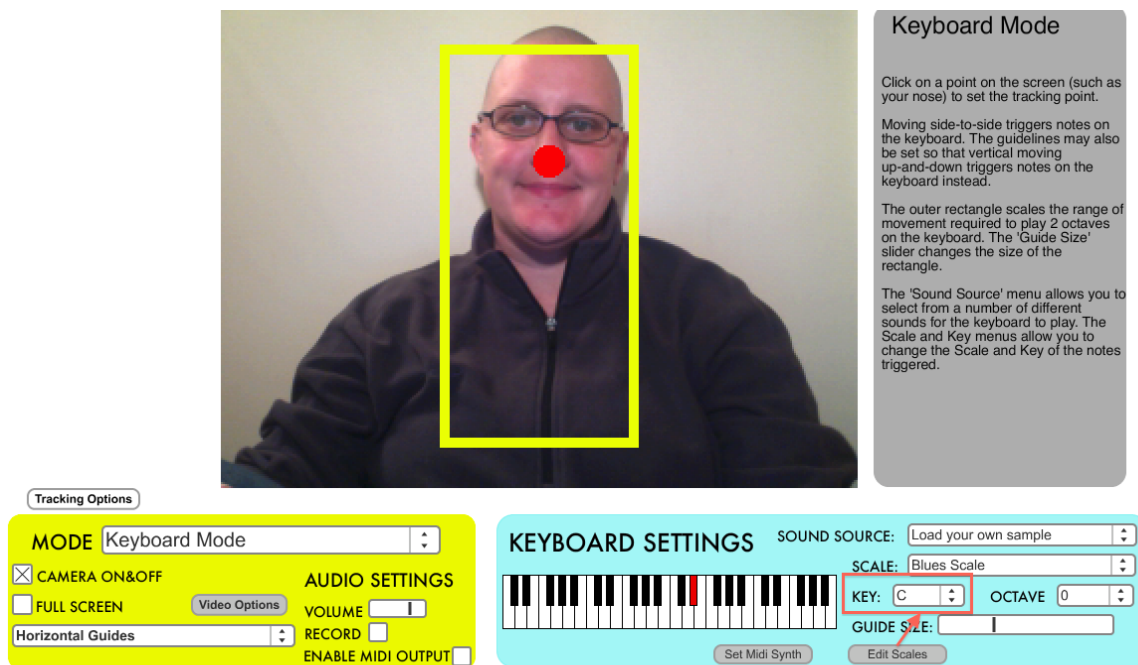 Keyboard Mode
Click on a point on the screen (such as
your nose) to set the tracking point.
Moving side-to-side triggers notes on
the keyboard. The guidelines may also
be set so that vertical moving
up-and-down triggers notes on the
keyboard instead.
The outer rectangle scales the range of
movement required to play 2 octaves
on the keyboard. The 'Guide Size'
slider changes the size of the
rectangle.
The 'Sound Source' menu allows you to
select from a number of different
sounds for the keyboard to play. The
Scale and Key menus allow you to
change the Scale and Key of the notes
triggered.
Tracking Options
MODE Keyboard Mode
CAMERA ON&OFF
FULL SCREEN
Video Options
Horizontal Guides
AUDIO SETTINGS
VOLUME
RECORD
ENABLE MIDI OUTPUT
KEYBOARD SETTINGS
SOUND SOURCE: Load your own sample
SCALE: Blues Scale
KEY: C
OCTAVE 0
GUIDE SIZE:
Set Midi Synth
Edit Scales